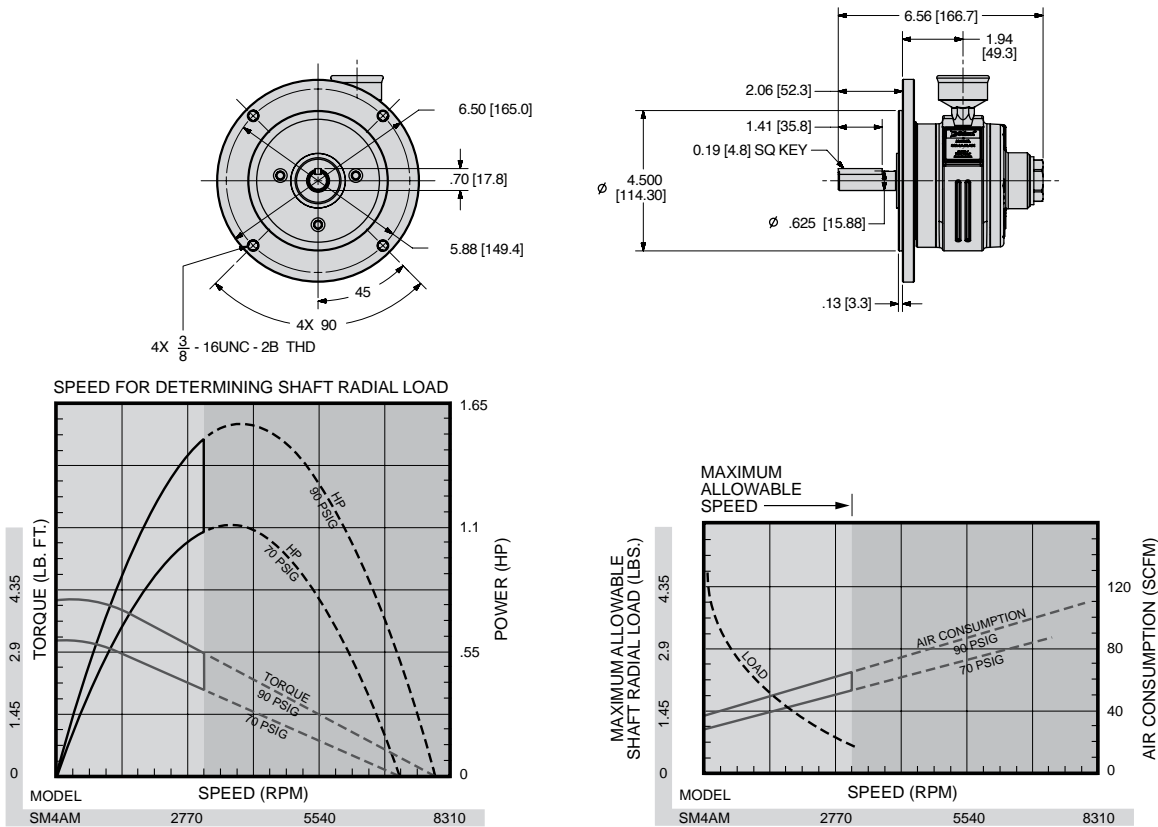 6.50 [165.0]
.70 [17.8]
5.88 [149.4]
45
4X 90
4X 3/8 - 16UNC - 2B THD
6.56 [166.7]
1.94
[49.3]
2.06 [52.3]
1.41 [35.8]
0.19 [4.8] SQ KEY
Ø 4.500
[114.30]
Ø .625 [15.88]
.13 [3.3]
SPEED FOR DETERMINING SHAFT RADIAL LOAD
1.65
1.1
.55
0
POWER (HP)
TORQUE (LB. FT.)
4.35
2.9
1.45
0
HP
90 PSIG
HP
70 PSIG
TORQUE
90 PSIG
70 PSIG
MODEL
SPEED (RPM)
SM4AM 2770 5540 8310
MAXIMUM
ALLOWABLE
SPEED
MAXIMUM ALLOWABLE
SHAFT RADIAL LOAD (LBS.)
4.35
2.9
1.45
0
LOAD
AIR CONSUMPTION
90 PSIG
70 PSIG
120
80
40
0
AIR CONSUMPTION (SCFM)
MODEL
SPEED (RPM)
SM4AM 2770 5540 8310